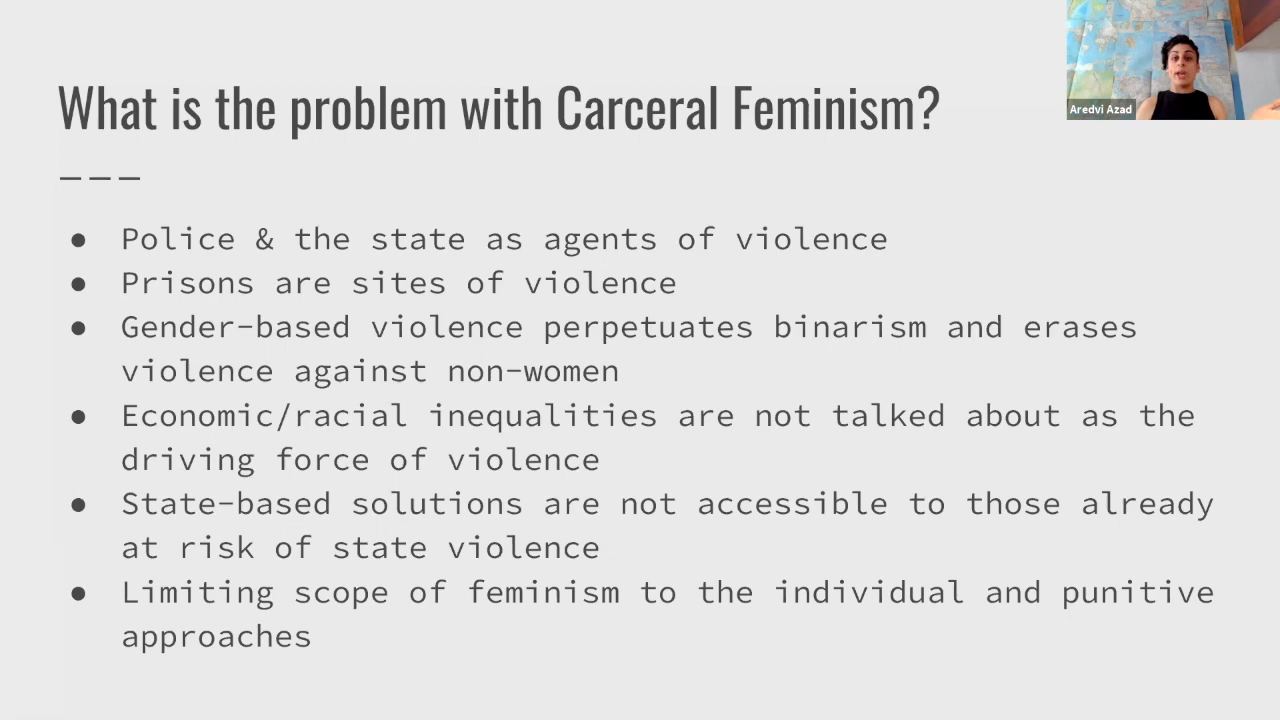 Aredvi Azad
What is the problem with Carceral Feminism?
● Police & the state as agents of violence
● Prisons are sites of violence
● Gender-based violence perpetuates binarism and erases
violence against non-women
● Economic/racial inequalities are not talked about as the
driving force of violence
● State-based solutions are not accessible to those already
at risk of state violence
● Limiting scope of feminism to the individual and punitive
approaches